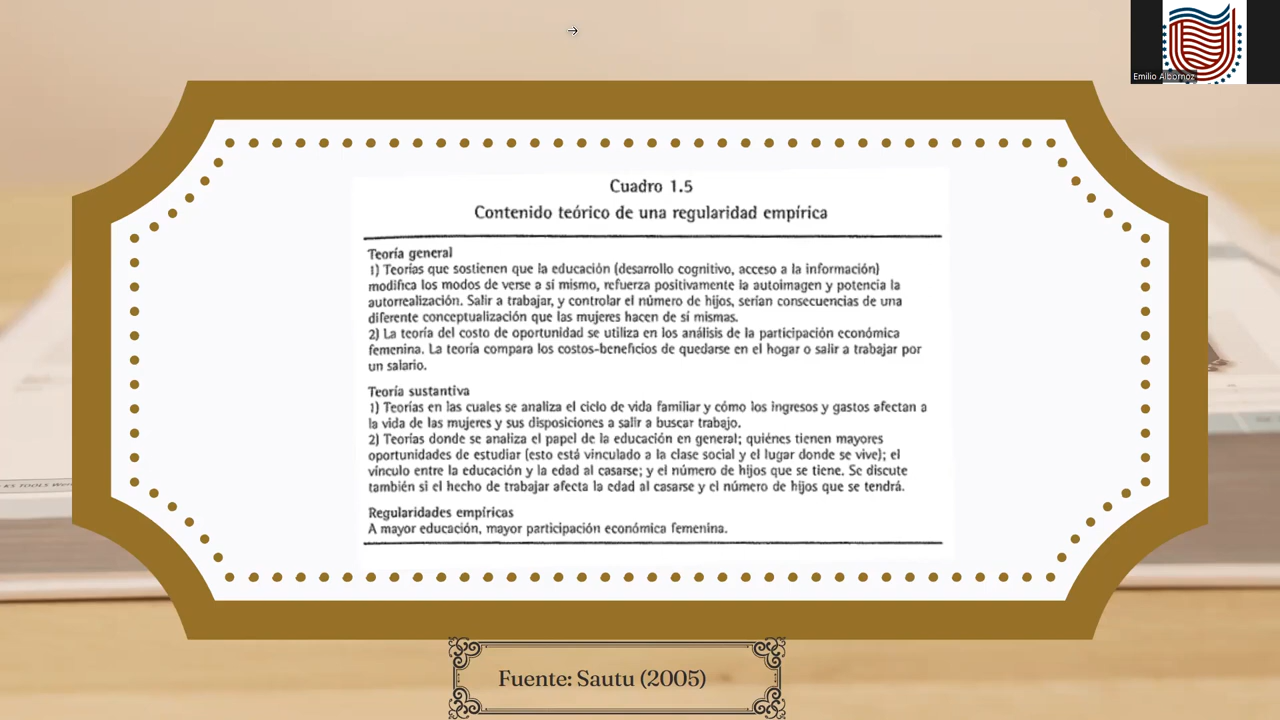 Emilio Albornoz
Cuadro 1.5
Contenido teórico de una regularidad empírica
Teoría general
1) Teorías que sostienen que la educación (desarrollo cognitivo, acceso a la información)
modifica los modos de verse a sí mismo, refuerza positivamente la autoimagen y potencia la
autorrealización. Salir a trabajar, y controlar el número de hijos, serían consecuencias de una
diferente conceptualización que las mujeres hacen de sí mismas.
2) La teoría del costo de oportunidad se utiliza en los análisis de la participación económica
femenina. La teoría compara los costos-beneficios de quedarse en el hogar o salir a trabajar por
un salario.
Teoría sustantiva
1) Teorías en las cuales se analiza el ciclo de vida familiar y cómo los ingresos y gastos afectan a
la vida de las mujeres y sus disposiciones a salir a buscar trabajo.
2) Teorías donde se analiza el papel de la educación en general; quiénes tienen mayores
oportunidades de estudiar (esto está vinculado a la clase social y el lugar donde se vive); el
vínculo entre la educación y la edad al casarse; y el número de hijos que se tiene. Se discute
también si el hecho de trabajar afecta la edad al casarse y el número de hijos que se tendrá.
Regularidades empíricas
A mayor educación, mayor participación económica femenina.
Fuente: Sautu (2005)